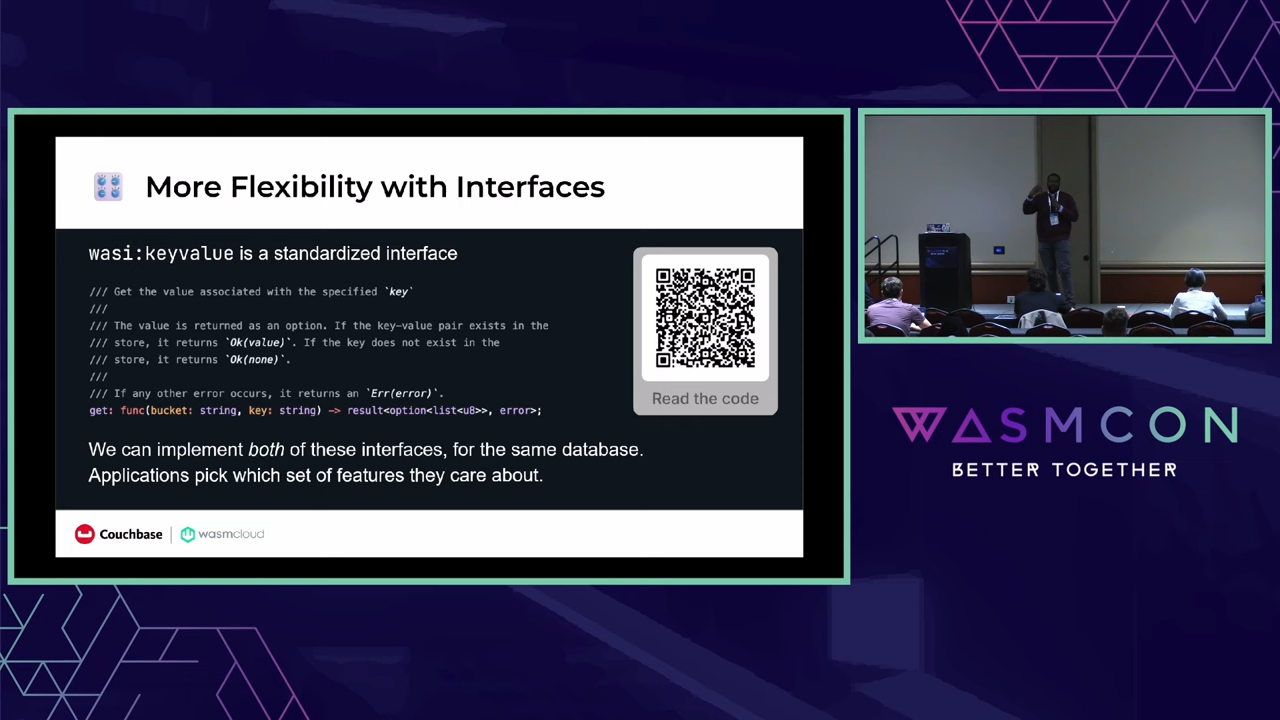 More Flexibility with Interfaces
wasi:keyvalue is a standardized interface
/// Get the value associated with the specified `key`
///
/// The value is returned as an option. If the key-value pair exists in the
/// store, it returns `Ok(value)`. If the key does not exist in the
/// store, it returns `Ok(none)`.
///
/// If any other error occurs, it returns an `Err(error)`.
get: func(bucket: string, key: string) -> result<option<list<u8>>, error>;
Read the code
We can implement both of these interfaces, for the same database.
Applications pick which set of features they care about.
Couchbase | wasmcloud
WASMCON
BETTER TOGETHER